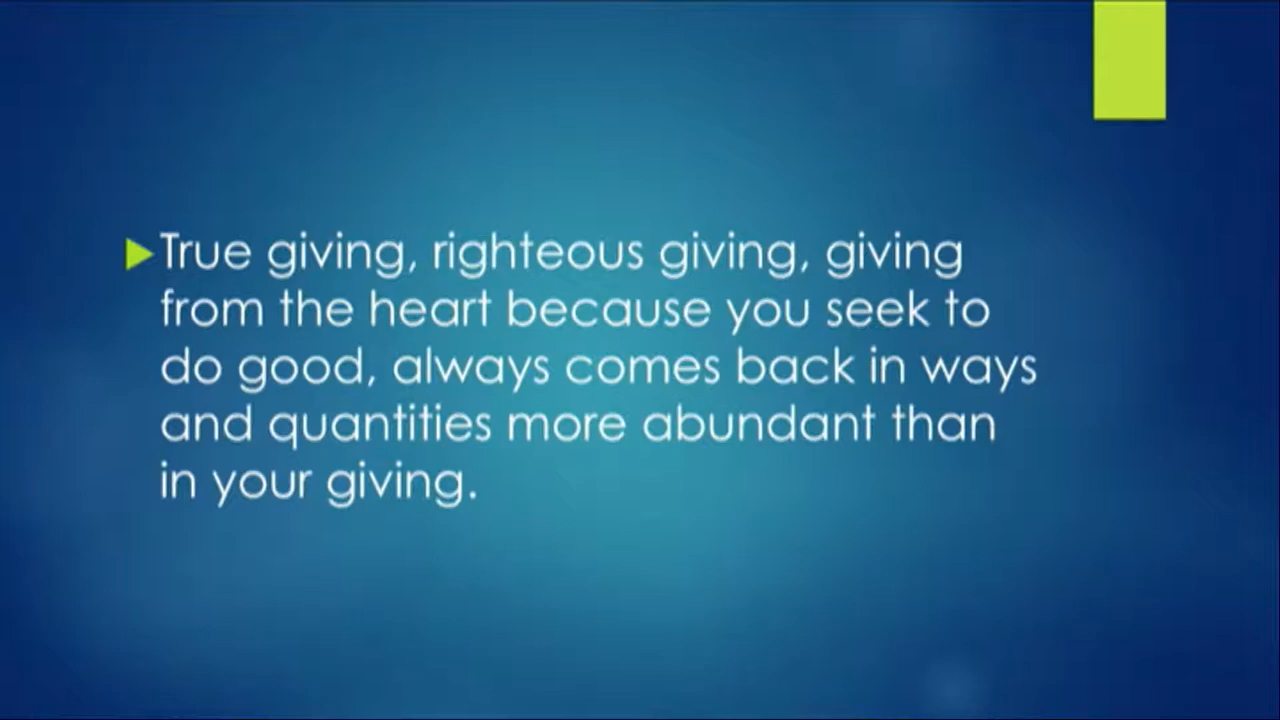 True giving, righteous giving, giving
from the heart because you seek to
do good, always comes back in ways
and quantities more abundant than
in your giving.